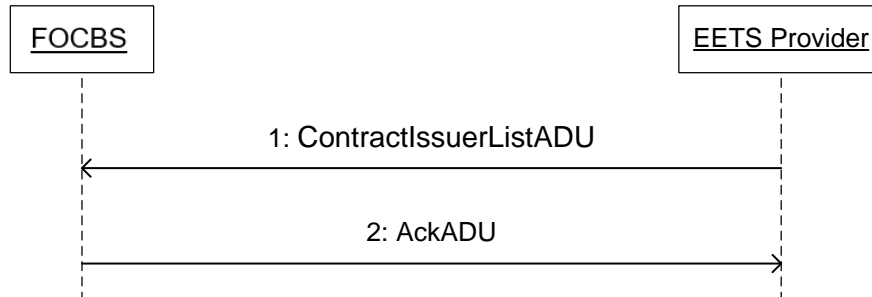 FOCBS
EETS Provider
1: ContractIssuerListADU
2: AckADU